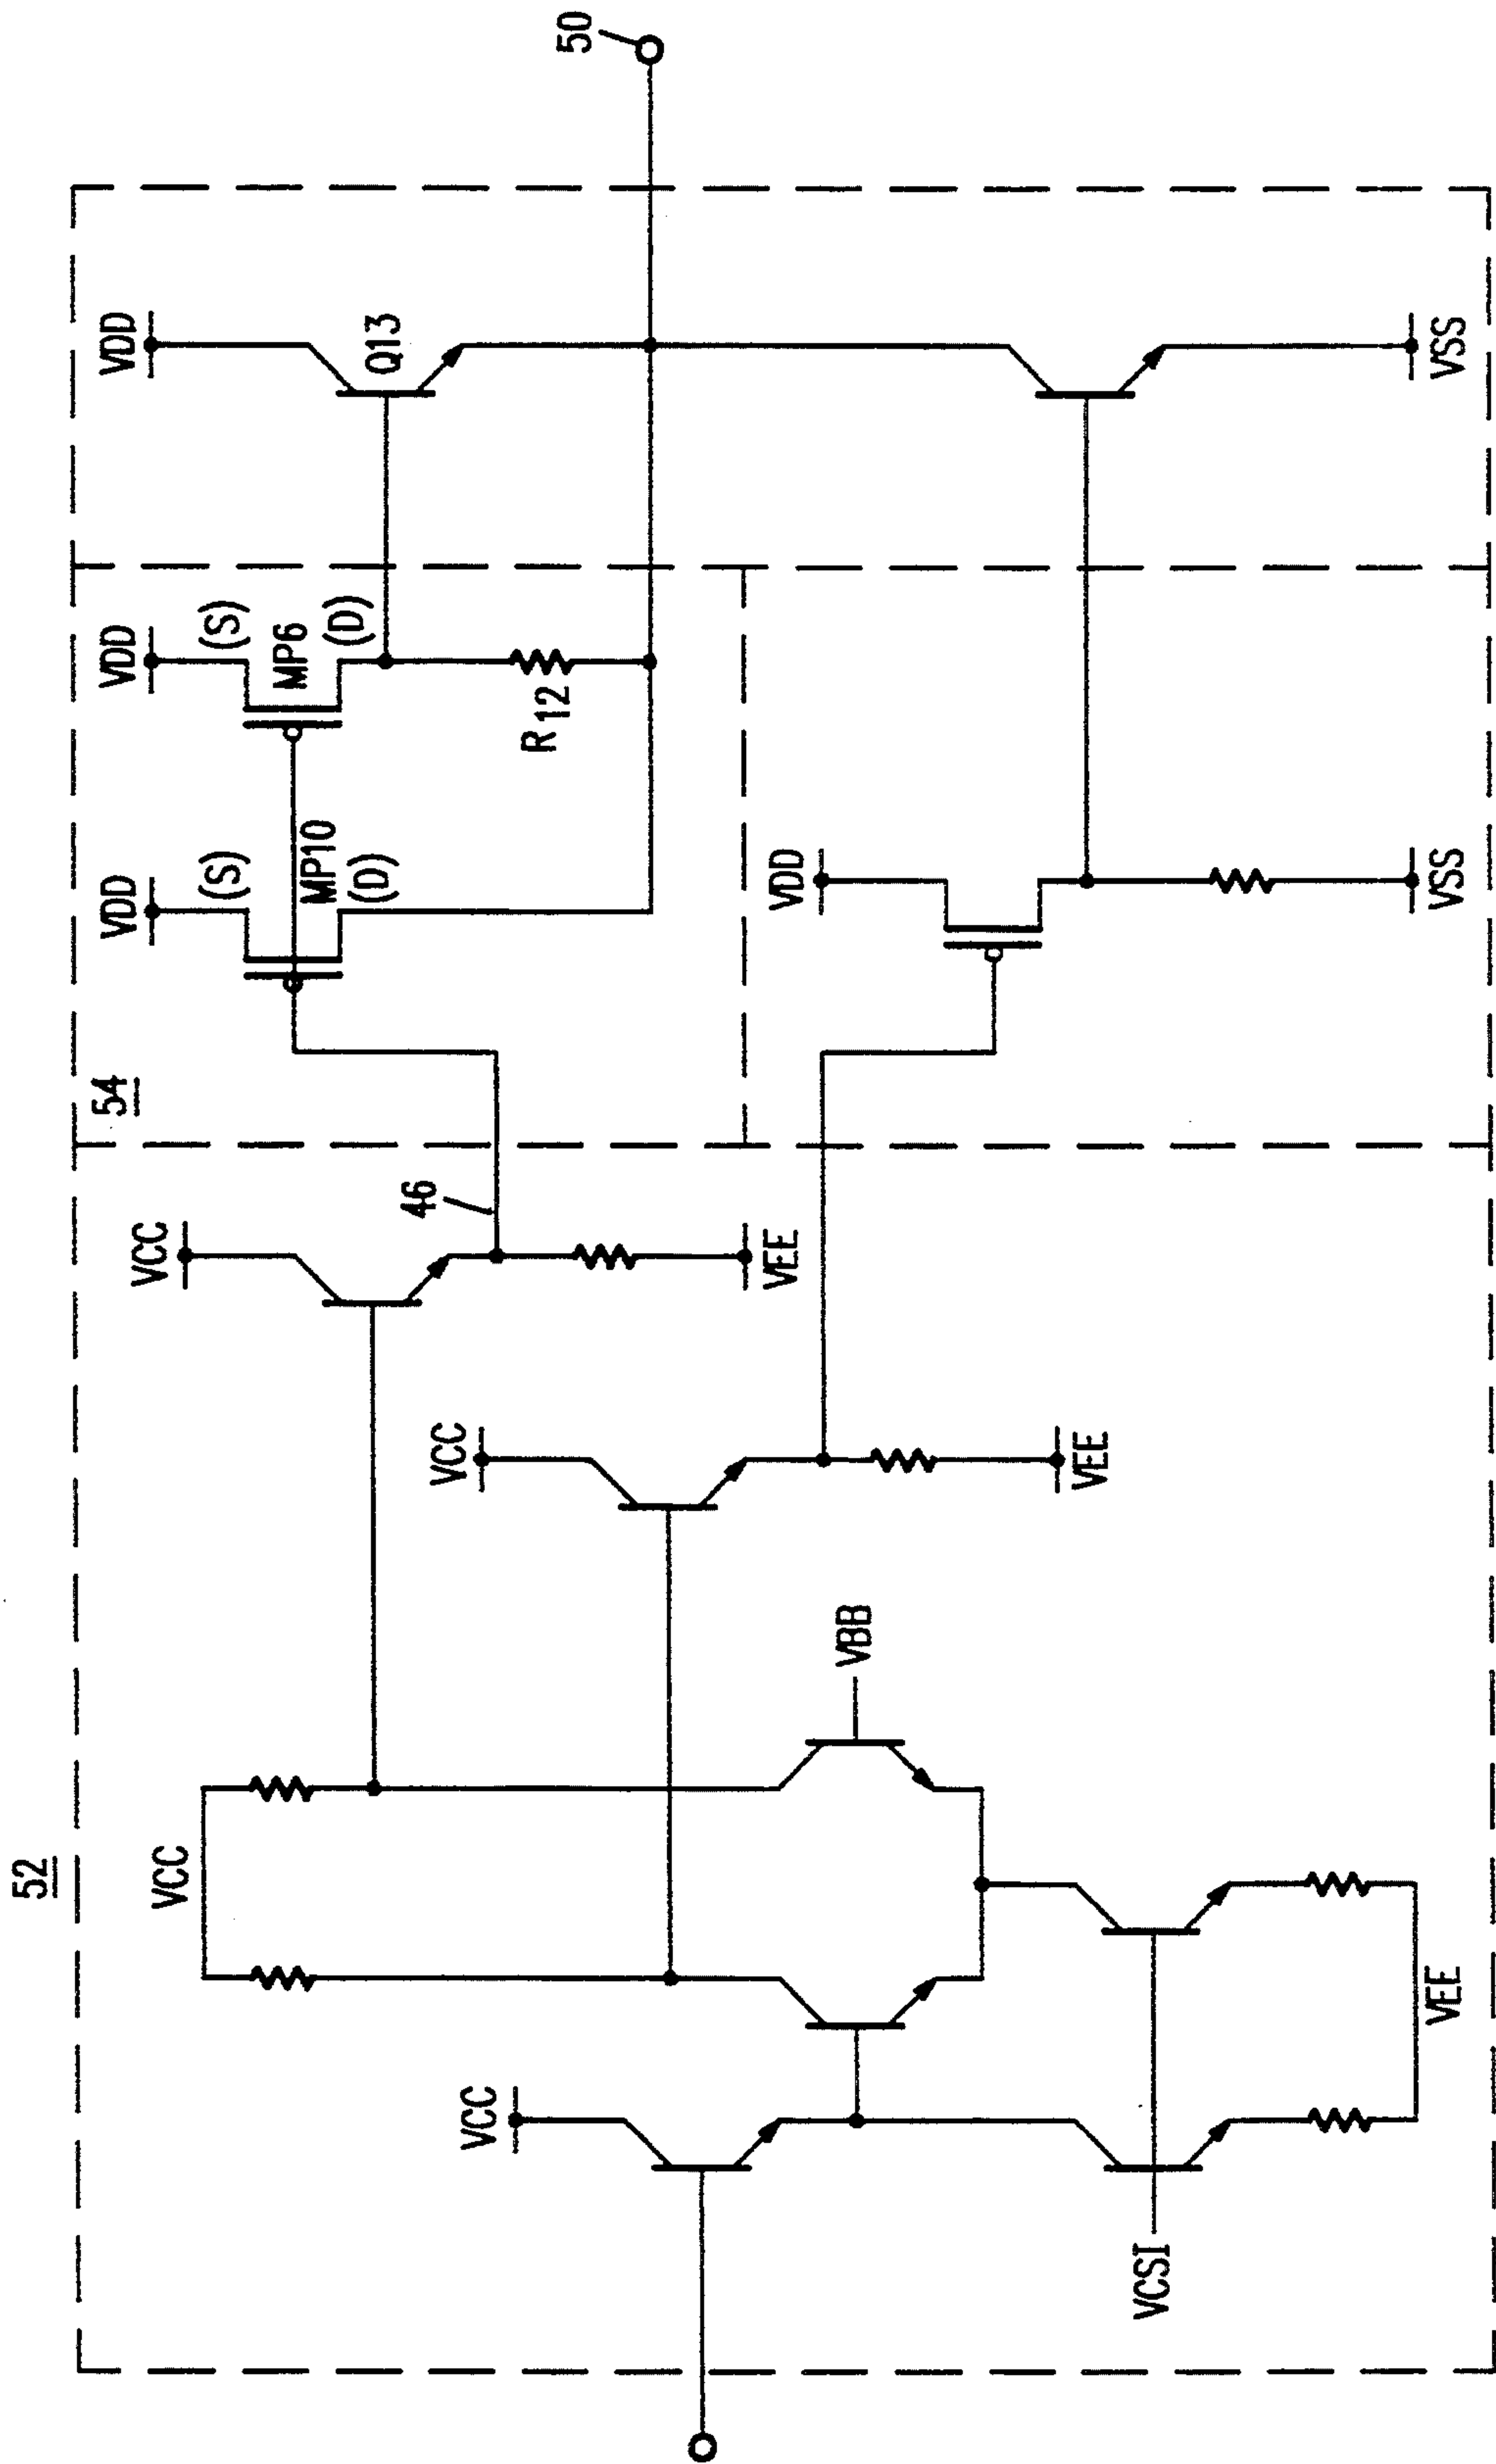 52
VCC
VCC
54
VDD
VDD
VDD
(S)
(S)
MP10
MP6
(D)
(D)
Q13
46
VCC
VCC
R12
50
VEE
VDD
VBB
VEE
VCSI
VEE
VSS
VSS